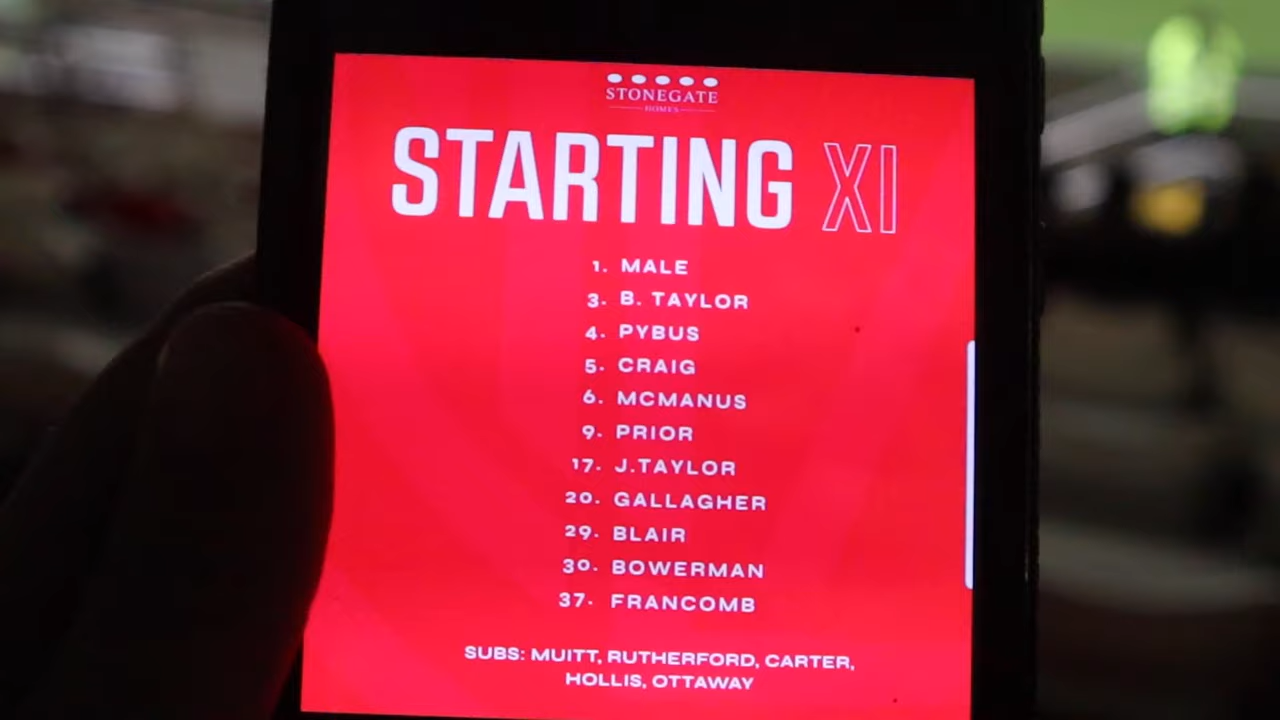 STONEGATE
HOMES
STARTING XI
1. MALE
3. B. TAYLOR
4. PYBUS
5. CRAIG
6. MCMANUS
9. PRIOR
17. J.TAYLOR
20. GALLAGHER
29. BLAIR
30. BOWERMAN
37. FRANCOMB
SUBS: MUITT, RUTHERFORD, CARTER,
HOLLIS, OTTAWAY